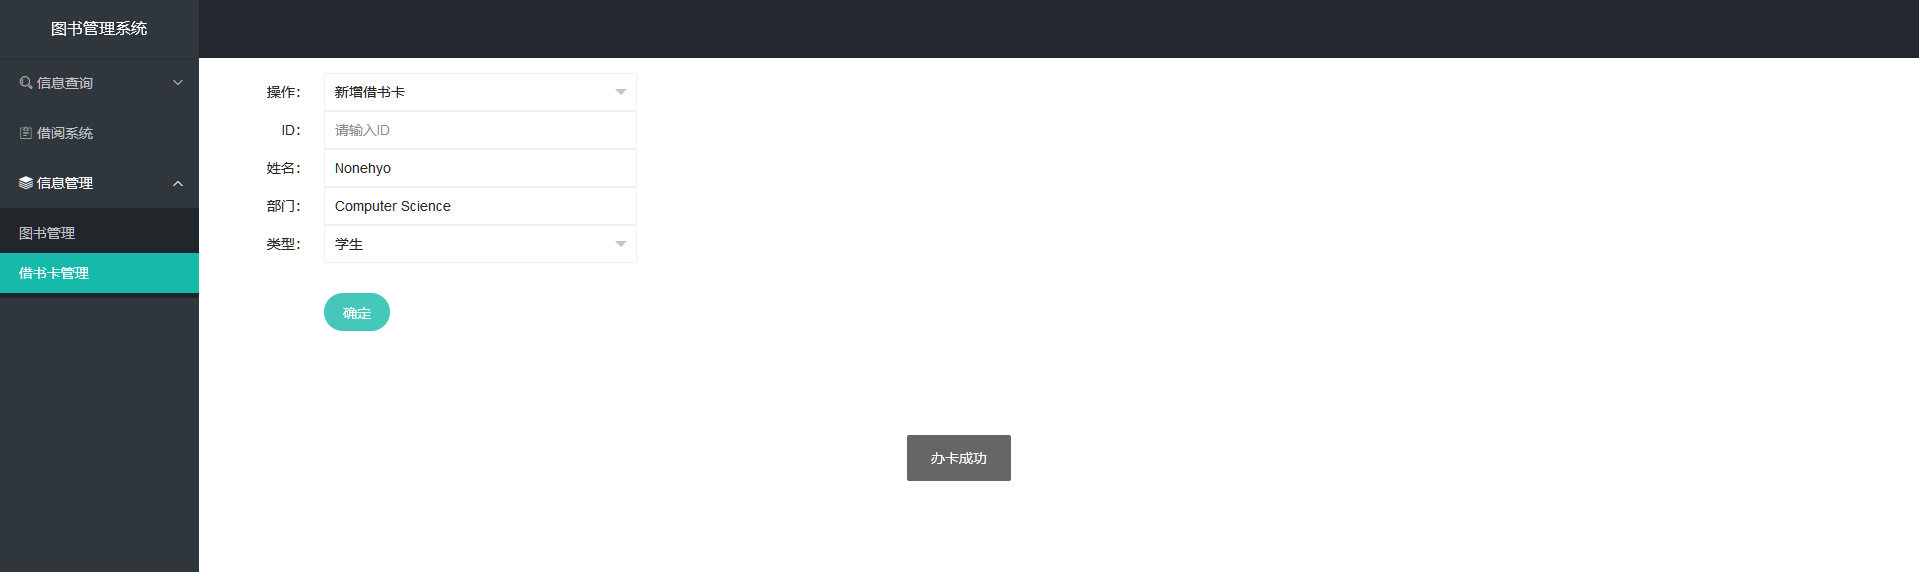 图书管理系统
信息查询
借阅系统
信息管理
图书管理
借书卡管理
操作： 新增借书卡
ID： 请输入ID
姓名： Nonehyo
部门： Computer Science
类型： 学生
确定
办卡成功